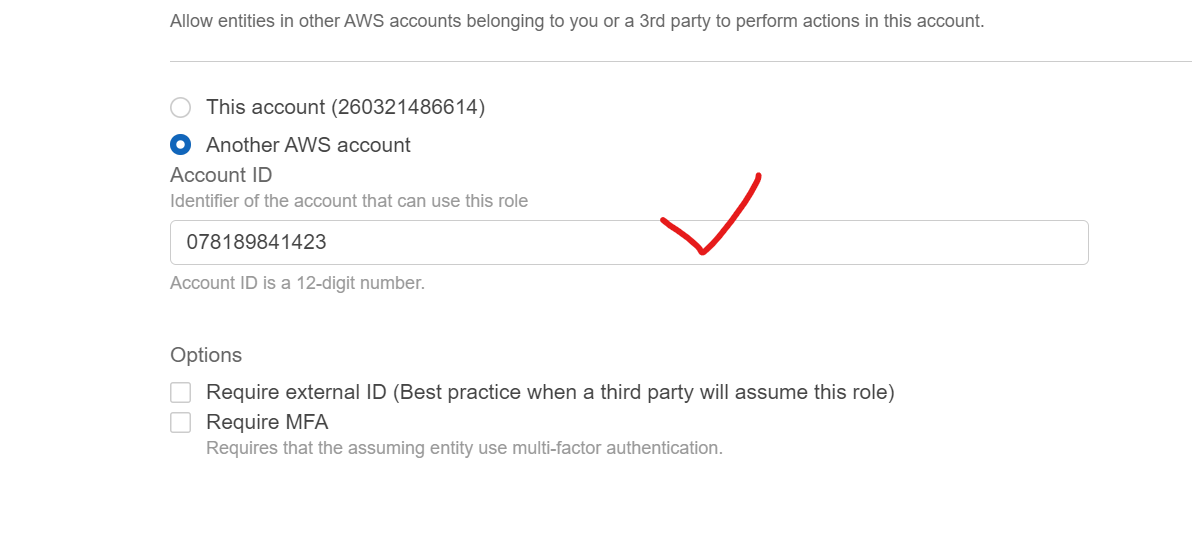 Allow entities in other AWS accounts belonging to you or a 3rd party to perform actions in this account.
This account (260321486614)
Another AWS account
Account ID
Identifier of the account that can use this role
078189841423
Account ID is a 12-digit number.
Options
Require external ID (Best practice when a third party will assume this role)
Require MFA
Requires that the assuming entity use multi-factor authentication.